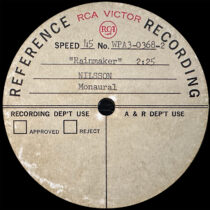 REFERENCE RECORDING
RCA VICTOR
RCA
SPEED 45 No. WPA3-0368-2
"Rainmaker" 2:25
NILSSON
Monaural
RECORDING DEP'T USE
A & R DEP'T USE
APPROVED
REJECT